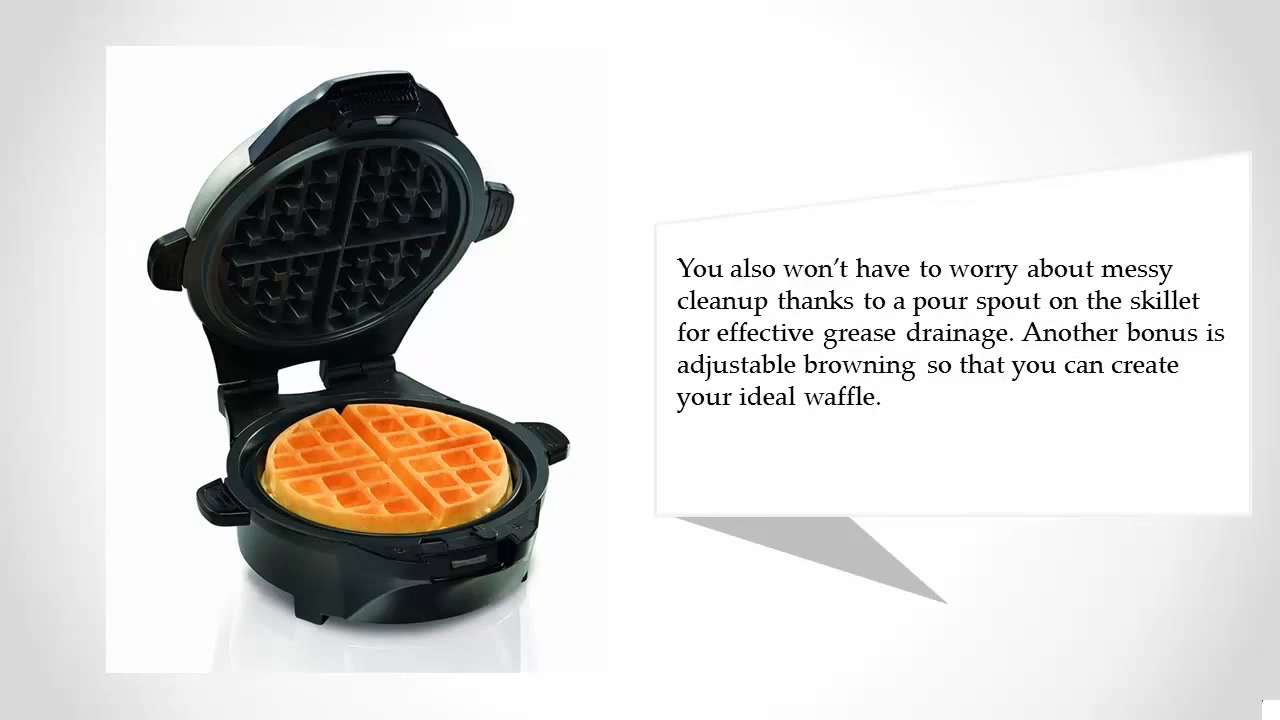 You also won’t have to worry about messy
cleanup thanks to a pour spout on the skillet
for effective grease drainage. Another bonus is
adjustable browning so that you can create
your ideal waffle.